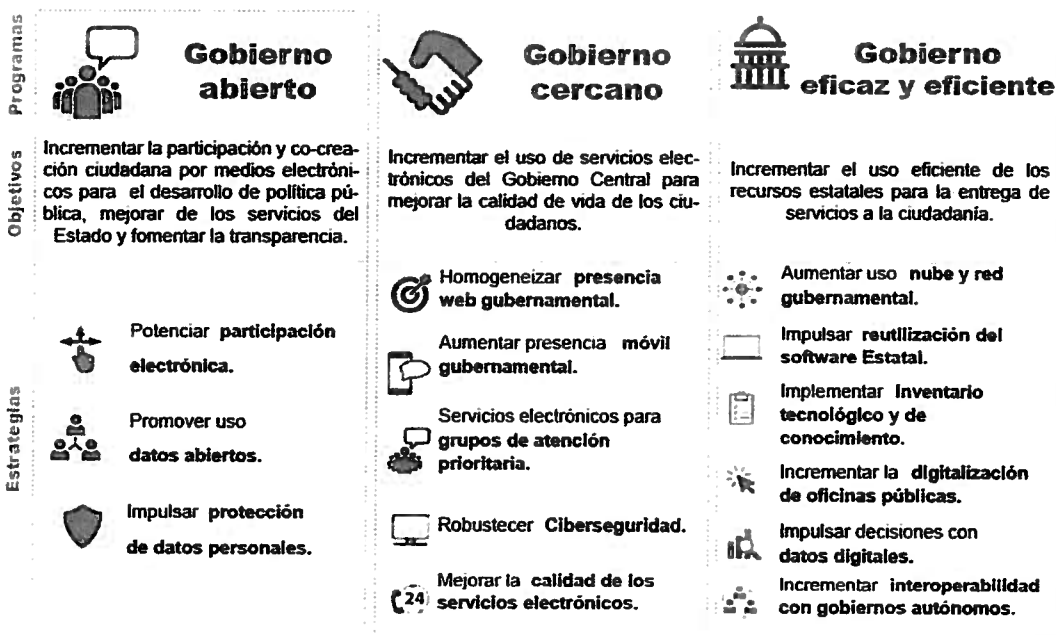 Programas
Gobierno
abierto
Gobierno
cercano
Gobierno
eficaz y eficiente
Objetivos
Incrementar la participación y co-crea-
ción ciudadana por medios electróni-
cos para el desarrollo de política pú-
blica, mejorar de los servicios del
Estado y fomentar la transparencia.
Incrementar el uso de servicios elec-
trónicos del Gobierno Central para
mejorar la calidad de vida de los ciu-
dadanos.
Incrementar el uso eficiente de los
recursos estatales para la entrega de
servicios a la ciudadanía.
Estrategias
Potenciar participación
electrónica.
Promover uso
datos abiertos.
Impulsar protección
de datos personales.
Homogeneizar presencia
web gubernamental.
Aumentar presencia móvil
gubernamental.
Servicios electrónicos para
grupos de atención
prioritaria.
Robustecer Ciberseguridad.
24
Mejorar la calidad de los
servicios electrónicos.
Aumentar uso nube y red
gubernamental.
Impulsar reutilización del
software Estatal.
Implementar Inventario
tecnológico y de
conocimiento.
Incrementar la digitalización
de oficinas públicas.
Impulsar decisiones con
datos digitales.
Incrementar interoperabilidad
con gobiernos autónomos.